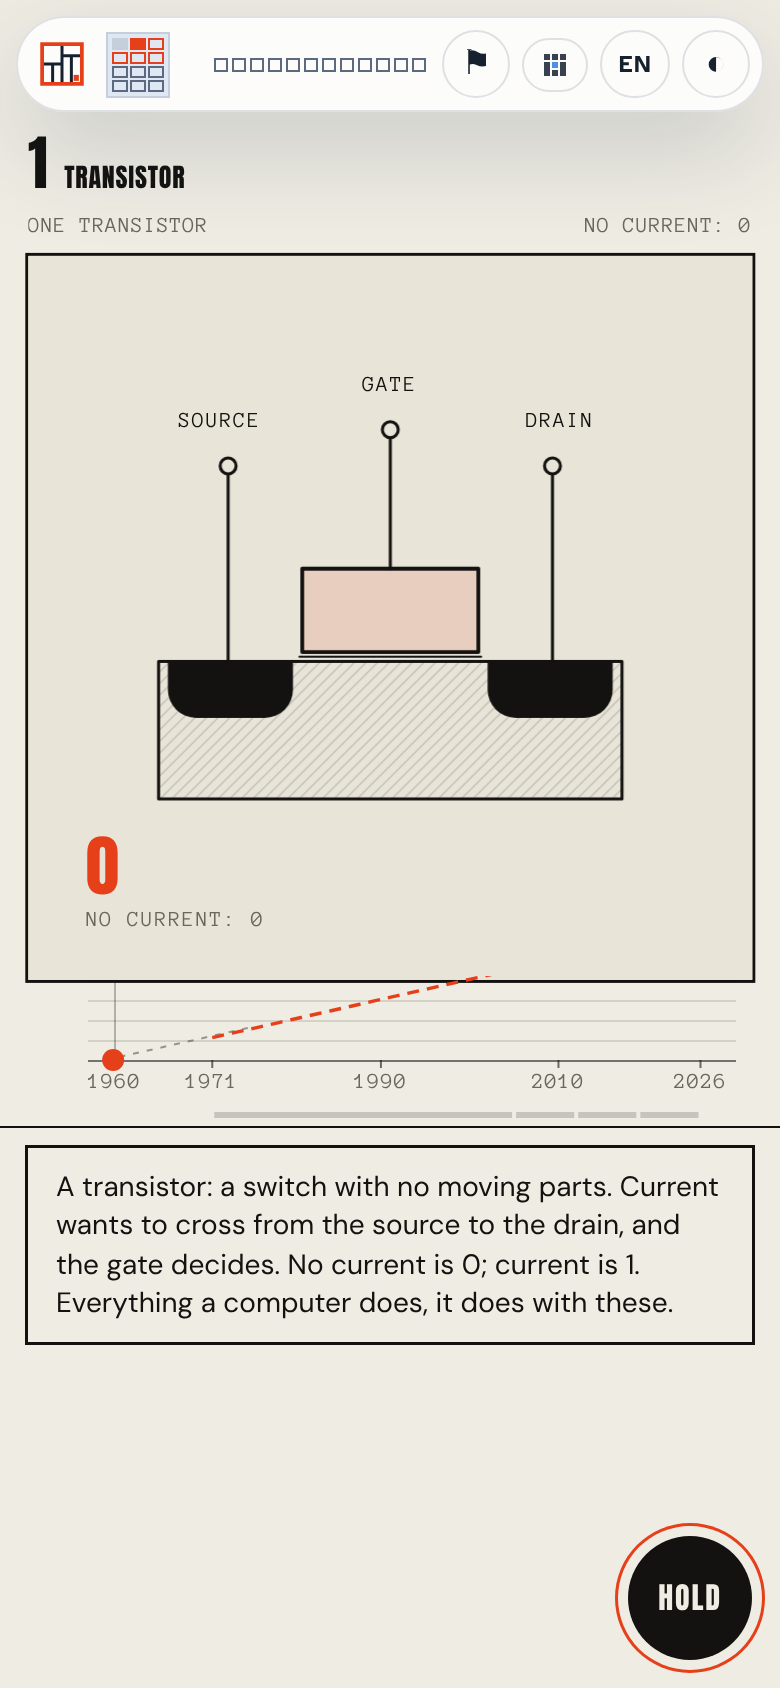 EN
1 TRANSISTOR
ONE TRANSISTOR NO CURRENT: 0
GATE
SOURCE DRAIN
0
NO CURRENT: 0
1960 1971 1990 2010 2026
A transistor: a switch with no moving parts. Current
wants to cross from the source to the drain, and
the gate decides. No current is 0; current is 1.
Everything a computer does, it does with these.
HOLD